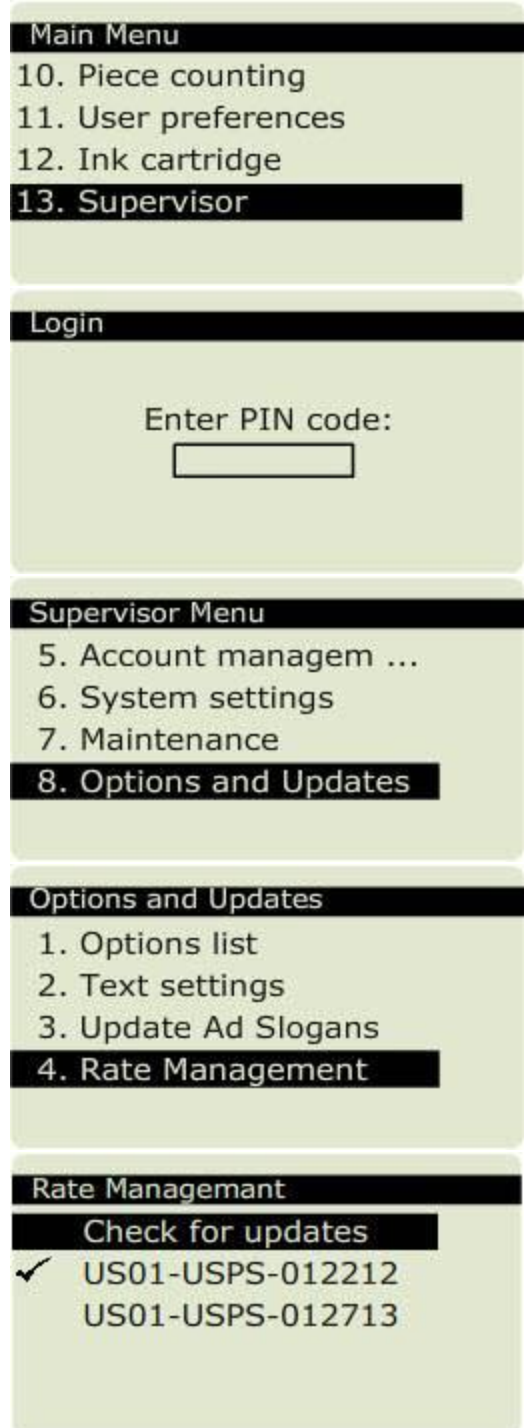 Main Menu
10. Piece counting
11. User preferences
12. Ink cartridge
13. Supervisor
Login
Enter PIN code:
Supervisor Menu
5. Account managem ...
6. System settings
7. Maintenance
8. Options and Updates
Options and Updates
1. Options list
2. Text settings
3. Update Ad Slogans
4. Rate Management
Rate Managemant
Check for updates
US01-USPS-012212
US01-USPS-012713